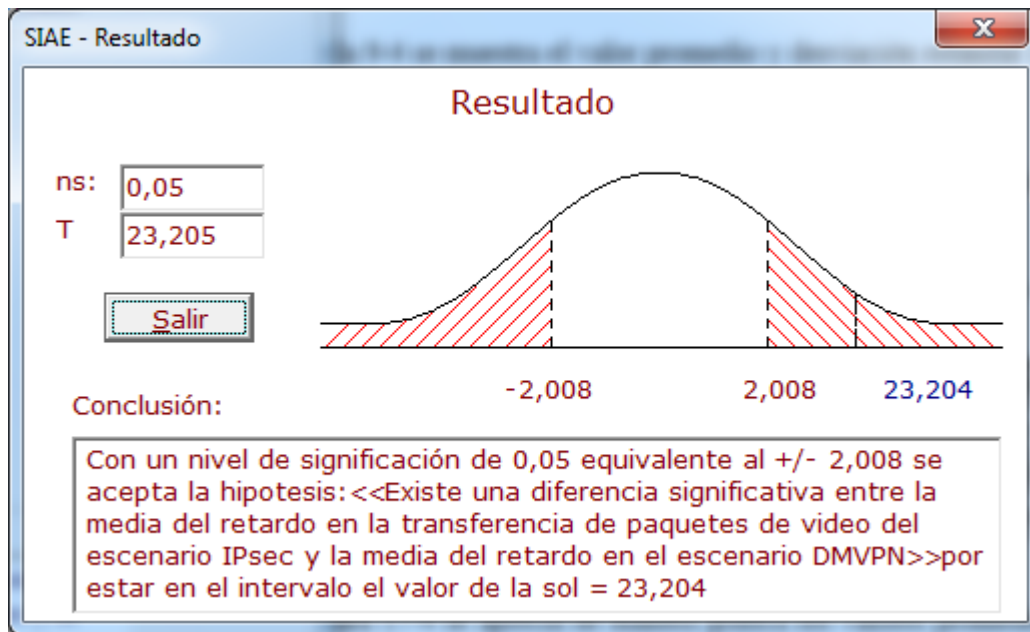 SIAE - Resultado
Resultado
ns:
0,05
T
23,205
Salir
-2,008
2,008
23,204
Conclusión:
Con un nivel de significación de 0,05 equivalente al +/- 2,008 se
acepta la hipotesis:<<Existe una diferencia significativa entre la
media del retardo en la transferencia de paquetes de video del
escenario IPsec y la media del retardo en el escenario DMVPN>>por
estar en el intervalo el valor de la sol = 23,204